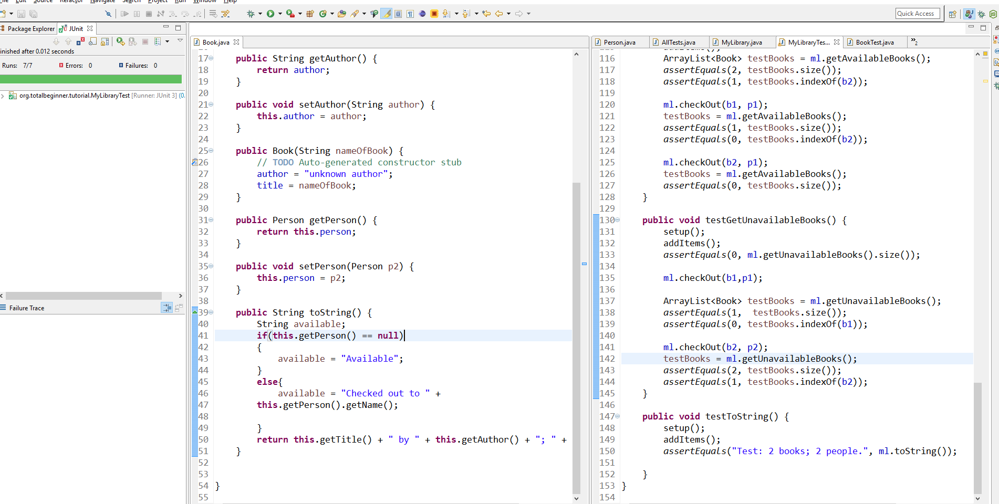 File Edit Source Refactor Navigate Search Project Run Window Help
Quick Access
Package Explorer JUnit
inished after 0.012 seconds
Runs: 7/7 Errors: 0 Failures: 0
org.totalbeginner.tutorial.MyLibraryTest [Runner: JUnit 3] (0.
Failure Trace
Book.java
17 public String getAuthor() {
18 return author;
19 }
20
21 public void setAuthor(String author) {
22 this.author = author;
23 }
24
25 public Book(String nameOfBook) {
26 // TODO Auto-generated constructor stub
27 author = "unknown author";
28 title = nameOfBook;
29 }
30
31 public Person getPerson() {
32 return this.person;
33 }
34
35 public void setPerson(Person p2) {
36 this.person = p2;
37 }
38
39 public String toString() {
40 String available;
41 if(this.getPerson() == null)
42 {
43 available = "Available";
44 }
45 else{
46 available = "Checked out to " +
47 this.getPerson().getName();
48
49 }
50 return this.getTitle() + " by " + this.getAuthor() + "; " +
51 }
52
53
54 }
55
Person.java AllTests.java MyLibrary.java MyLibraryTes... BookTest.java »2
addItems();
116 ArrayList<Book> testBooks = ml.getAvailableBooks();
117 assertEquals(2, testBooks.size());
118 assertEquals(1, testBooks.indexOf(b2));
119
120 ml.checkOut(b1, p1);
121 testBooks = ml.getAvailableBooks();
122 assertEquals(1, testBooks.size());
123 assertEquals(0, testBooks.indexOf(b2));
124
125 ml.checkOut(b2, p1);
126 testBooks = ml.getAvailableBooks();
127 assertEquals(0, testBooks.size());
128 }
129
130 public void testGetUnavailableBooks() {
131 setup();
132 addItems();
133 assertEquals(0, ml.getUnavailableBooks().size());
134
135 ml.checkOut(b1,p1);
136
137 ArrayList<Book> testBooks = ml.getUnavailableBooks();
138 assertEquals(1,  testBooks.size());
139 assertEquals(0, testBooks.indexOf(b1));
140
141 ml.checkOut(b2, p2);
142 testBooks = ml.getUnavailableBooks();
143 assertEquals(2, testBooks.size());
144 assertEquals(1, testBooks.indexOf(b2));
145 }
146
147 public void testToString() {
148 setup();
149 addItems();
150 assertEquals("Test: 2 books; 2 people.", ml.toString());
151
152 }
153 }
154